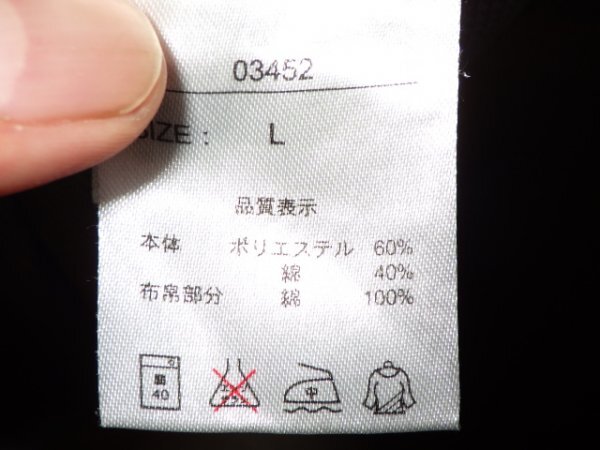 03452
SIZE : L
品質表示
本体 ポリエステル 60%
綿 40%
布帛部分 綿 100%
弱 40 中